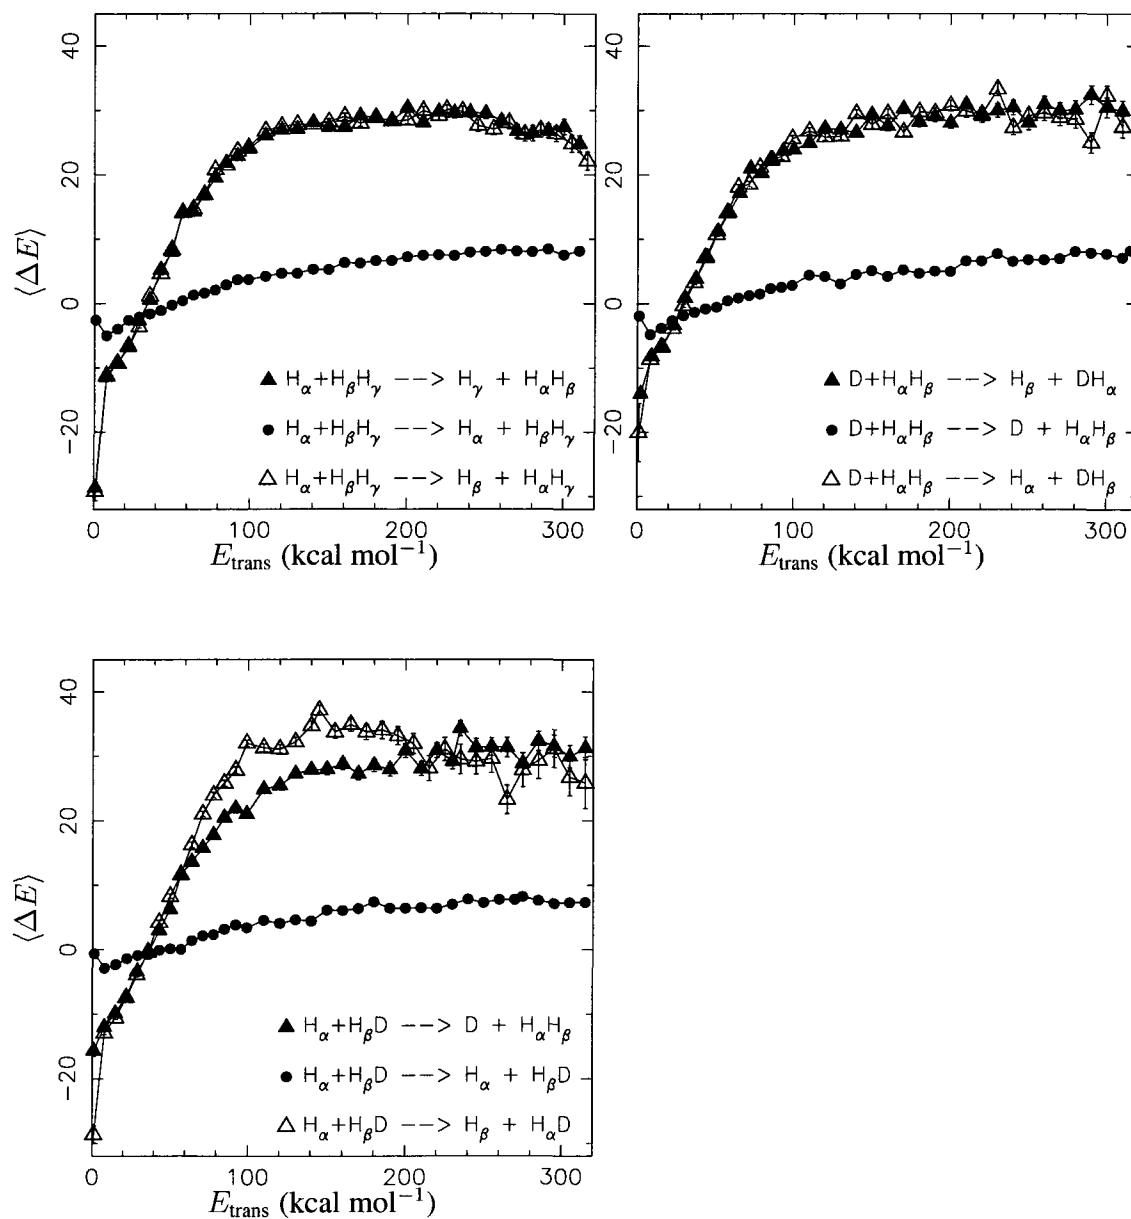 40
20
0
−20
⟨ΔE⟩
▲ Hα+HβHγ --> Hγ + HαHβ
● Hα+HβHγ --> Hα + HβHγ
△ Hα+HβHγ --> Hβ + HαHγ
0 100 200 300
E_trans (kcal mol⁻¹)
40
20
0
−20
▲ D+HαHβ --> Hβ + DHα
● D+HαHβ --> D + HαHβ
△ D+HαHβ --> Hα + DHβ
0 100 200 300
E_trans (kcal mol⁻¹)
40
20
0
−20
⟨ΔE⟩
▲ Hα+HβD --> D + HαHβ
● Hα+HβD --> Hα + HβD
△ Hα+HβD --> Hβ + HαD
0 100 200 300
E_trans (kcal mol⁻¹)